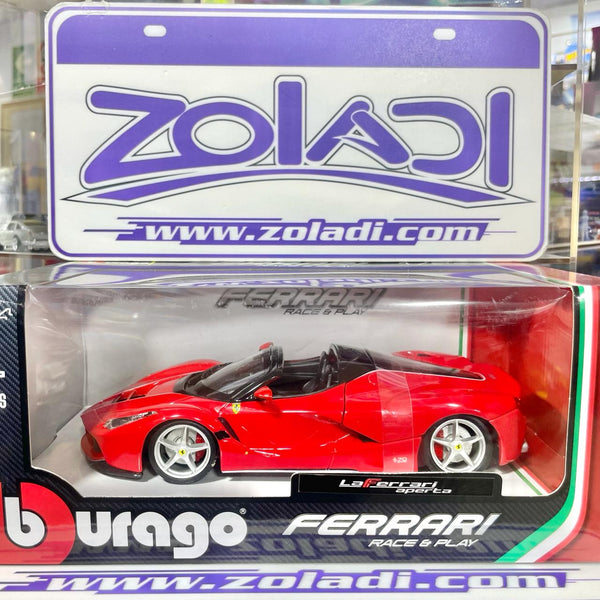 ZOlADI
www.zoladi.com
FERRARI
RACE & PLAY
LaFerrari
aperta
burago®
FERRARI
RACE & PLAY
www.zoladi.com